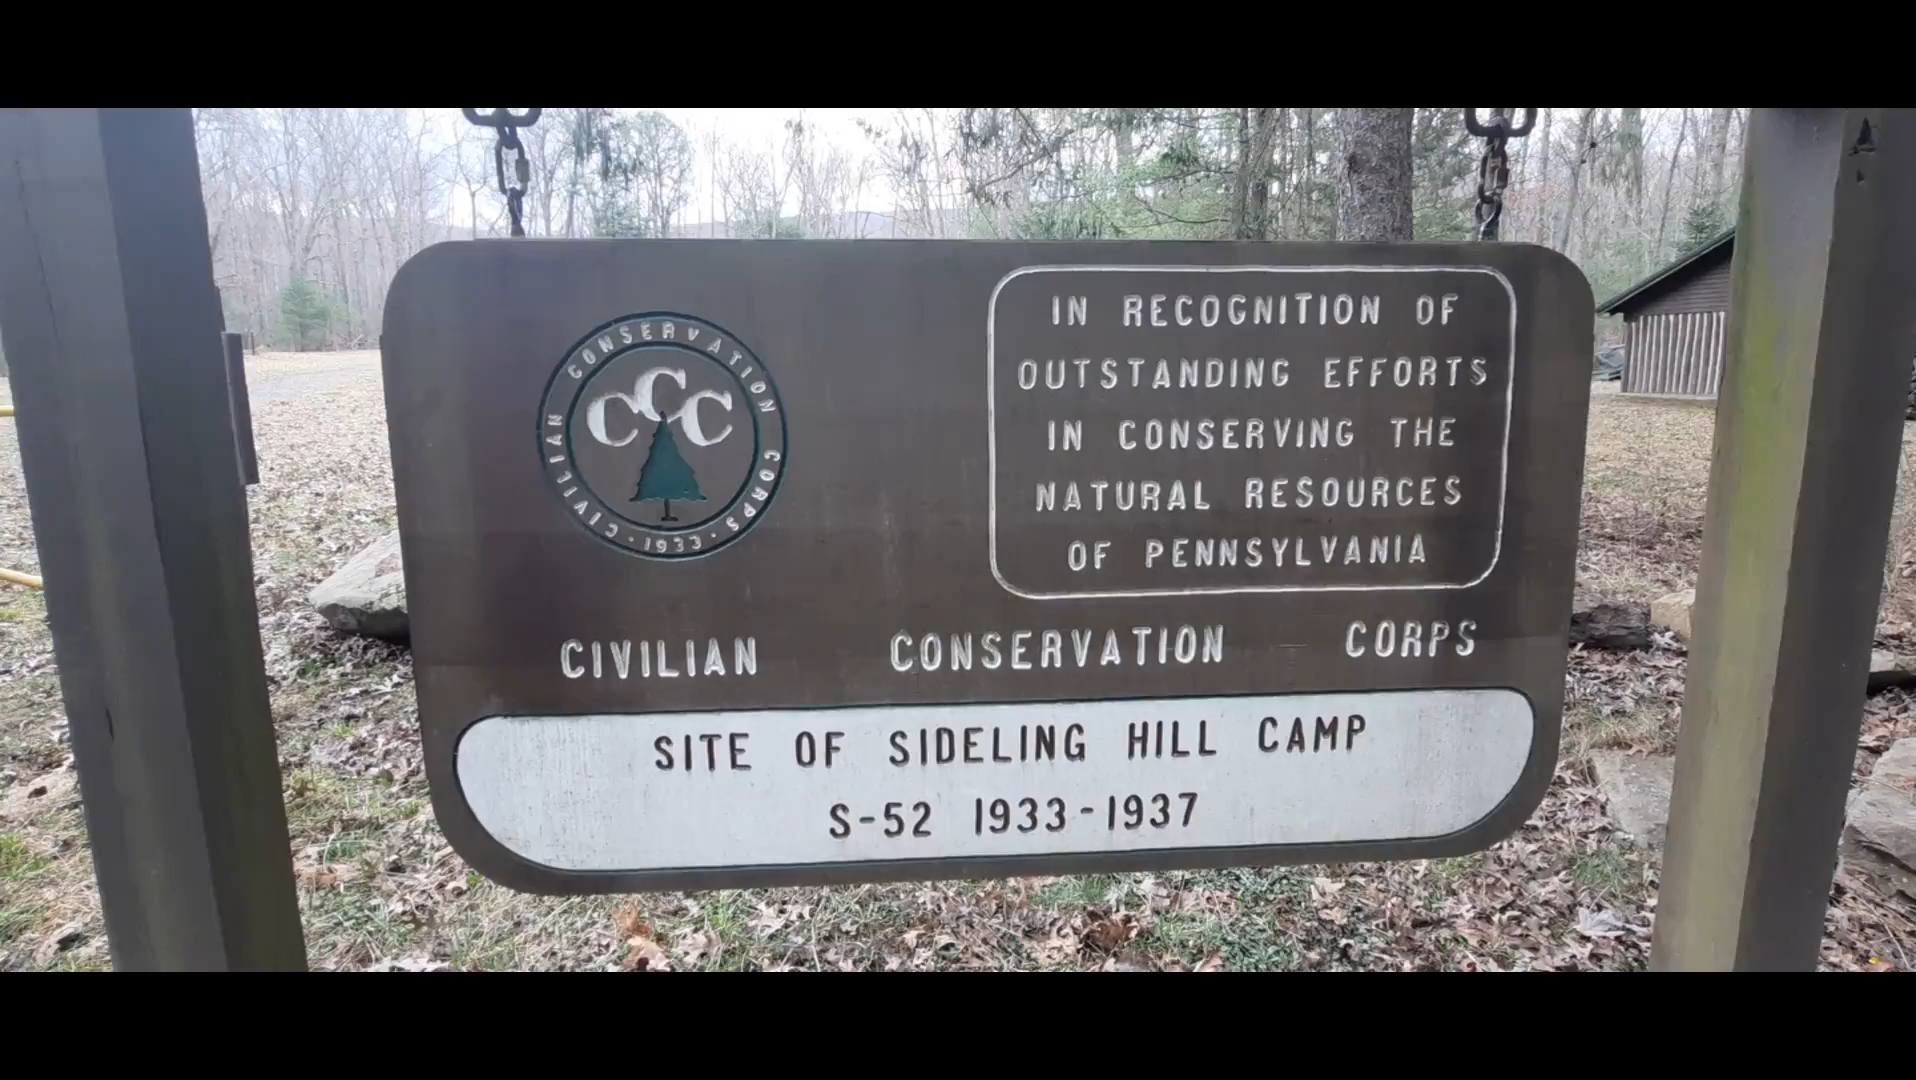 CIVILIAN CONSERVATION CORPS
· 1933 ·
CCC
IN RECOGNITION OF
OUTSTANDING EFFORTS
IN CONSERVING THE
NATURAL RESOURCES
OF PENNSYLVANIA
CIVILIAN CONSERVATION CORPS
SITE OF SIDELING HILL CAMP
S-52 1933-1937